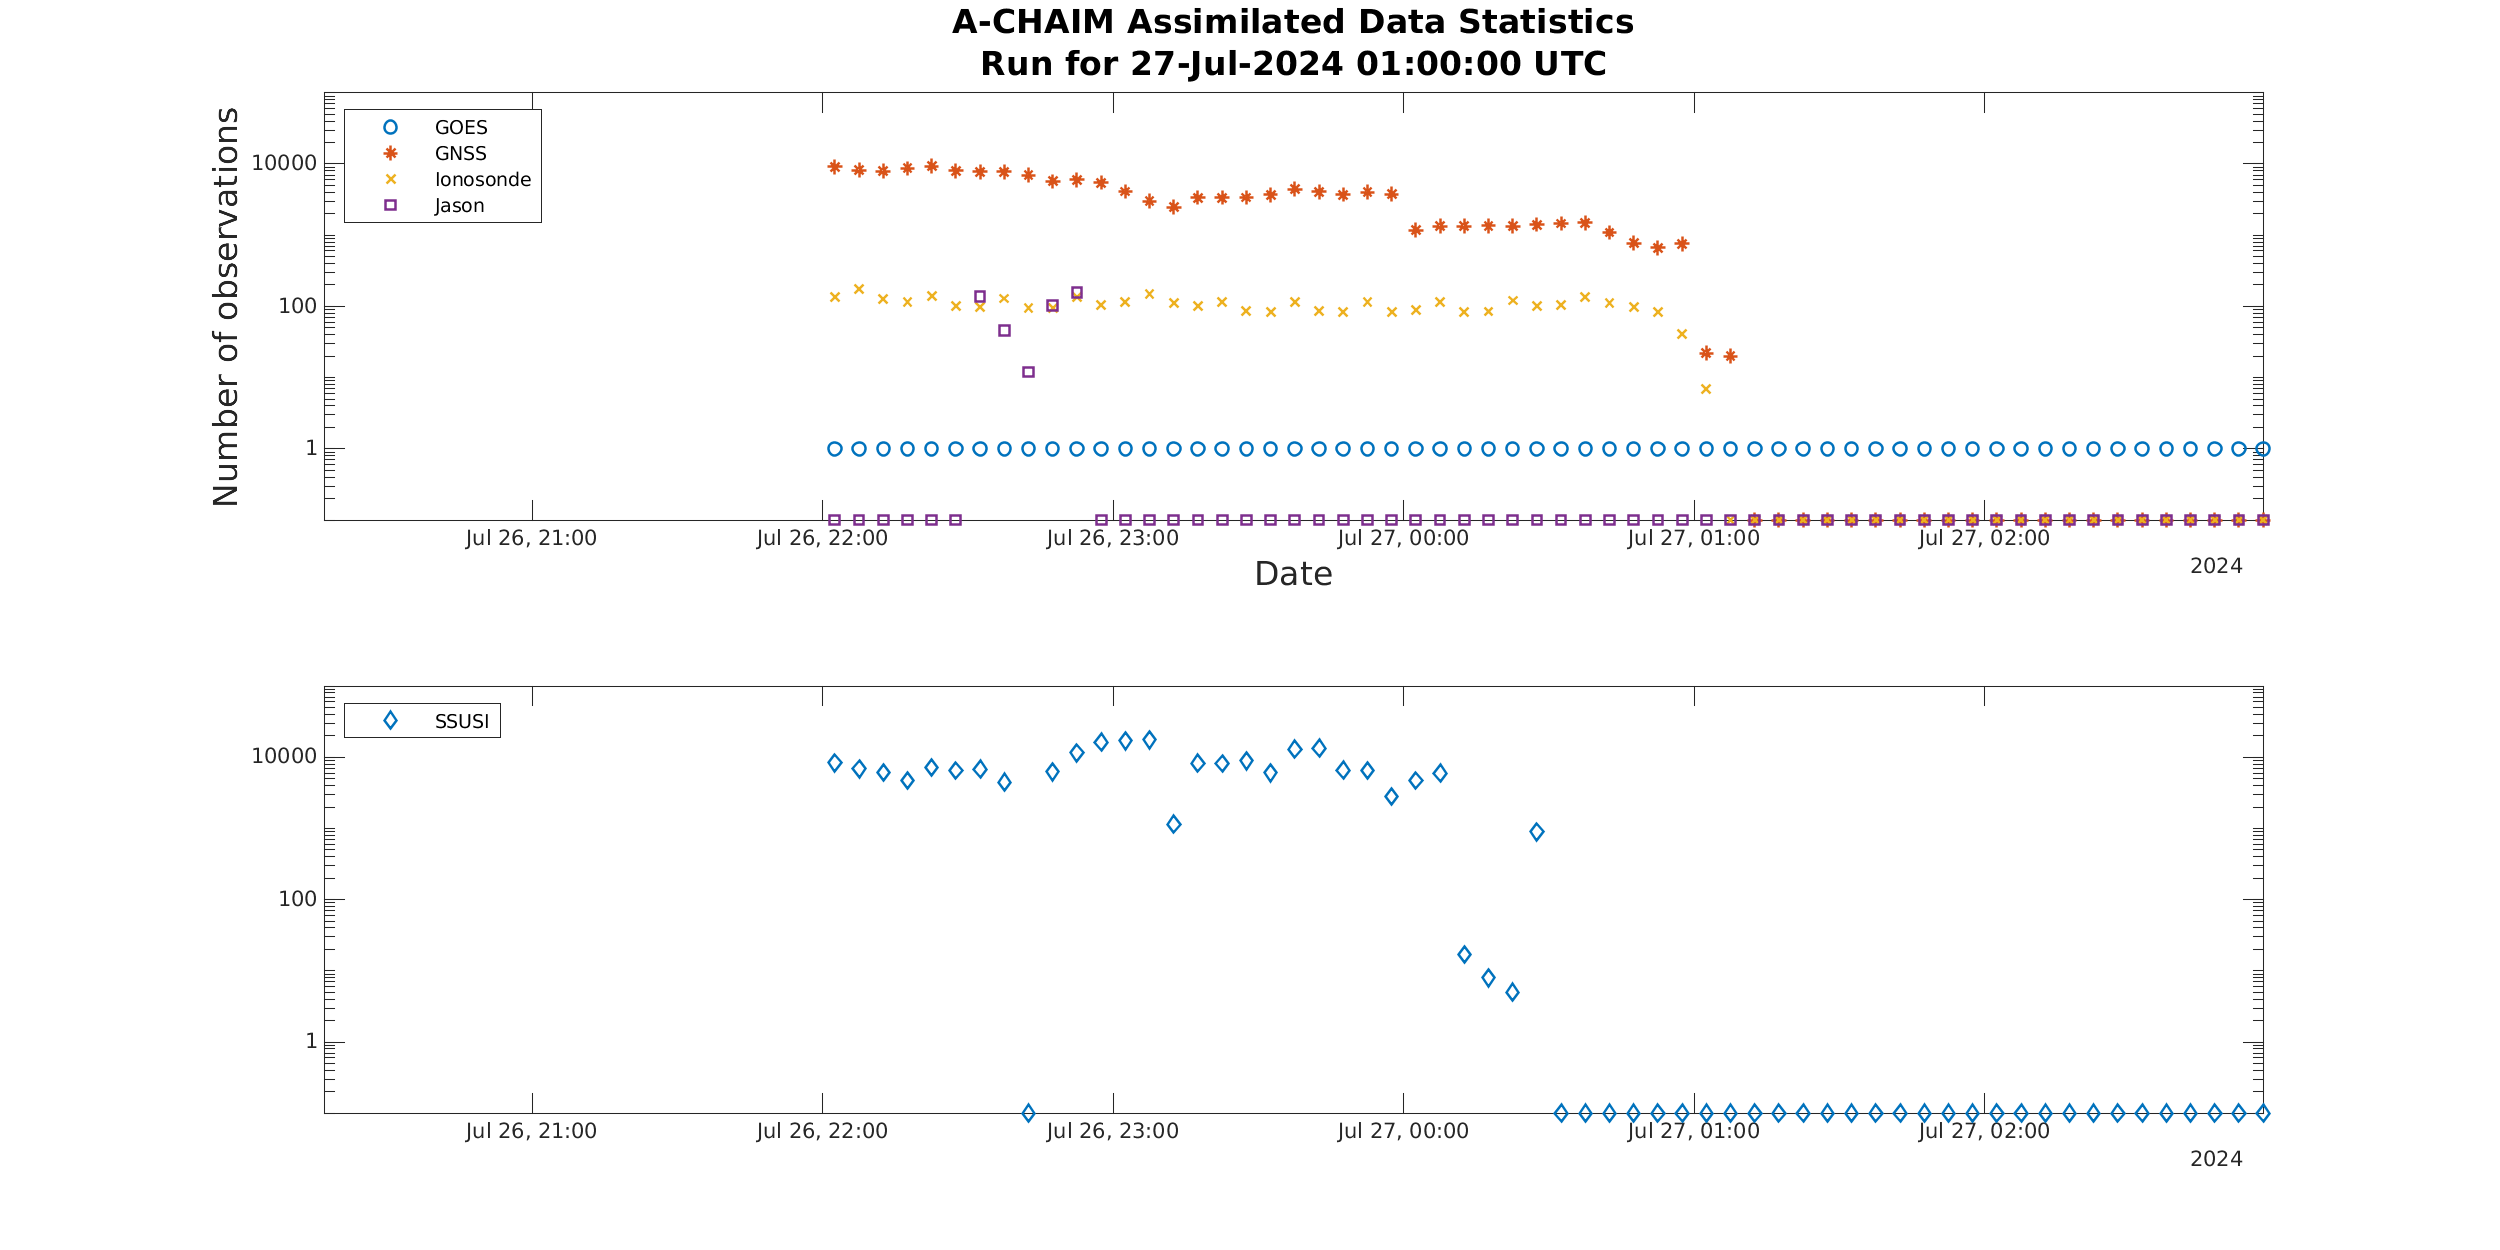 A-CHAIM Assimilated Data Statistics
Run for 27-Jul-2024 01:00:00 UTC
Number of observations
10000
100
1
GOES
GNSS
Ionosonde
Jason
Jul 26, 21:00 Jul 26, 22:00 Jul 26, 23:00 Jul 27, 00:00 Jul 27, 01:00 Jul 27, 02:00
2024
Date
10000
100
1
SSUSI
Jul 26, 21:00 Jul 26, 22:00 Jul 26, 23:00 Jul 27, 00:00 Jul 27, 01:00 Jul 27, 02:00
2024